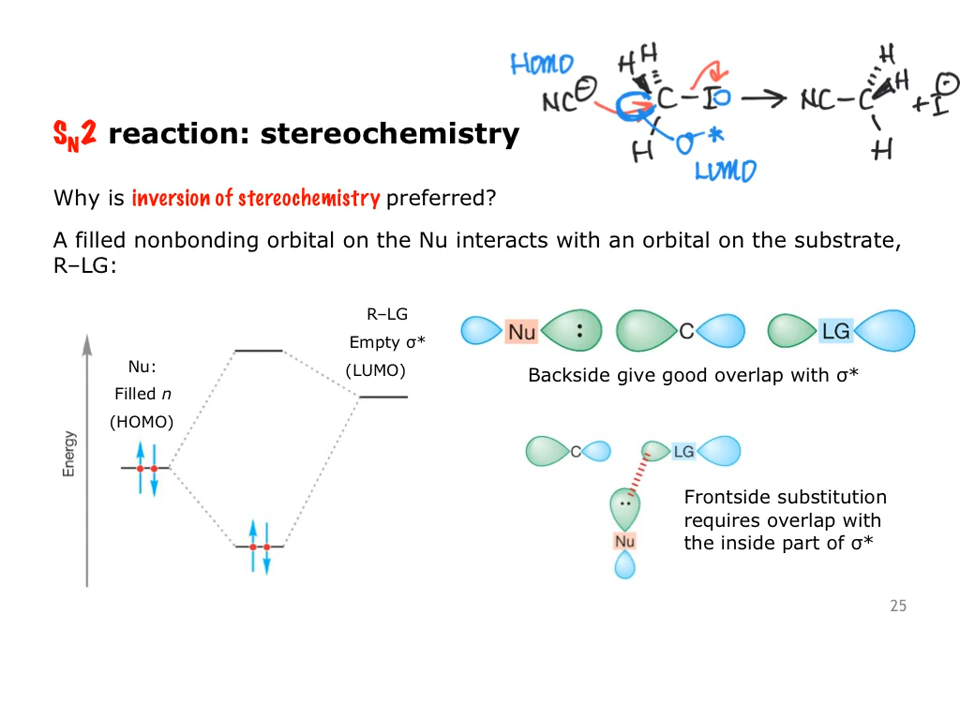 HOMO
NC⊖
H H
C – I
H
σ*
LUMO
NC – C
H
H
H
+ I⊖
SN2 reaction: stereochemistry
Why is inversion of stereochemistry preferred?
A filled nonbonding orbital on the Nu interacts with an orbital on the substrate,
R–LG:
Energy
Nu:
Filled n
(HOMO)
R–LG
Empty σ*
(LUMO)
Nu : C LG
Backside give good overlap with σ*
C LG
Nu
Frontside substitution
requires overlap with
the inside part of σ*
25